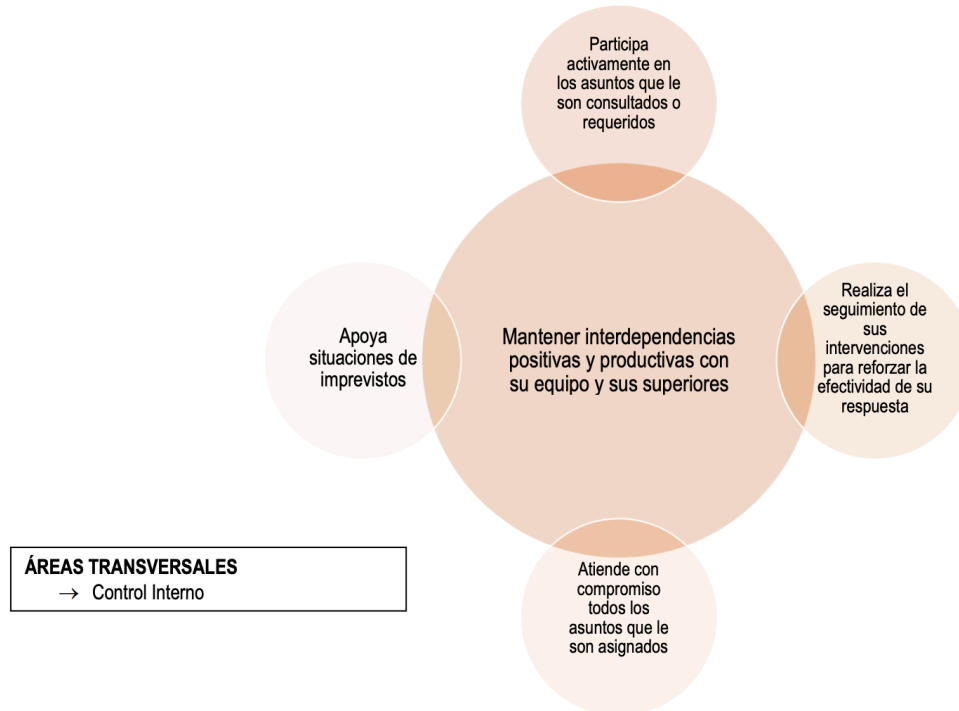 Participa
activamente en
los asuntos que le
son consultados o
requeridos
Apoya
situaciones de
imprevistos
Mantener interdependencias
positivas y productivas con
su equipo y sus superiores
Realiza el
seguimiento de
sus
intervenciones
para reforzar la
efectividad de su
respuesta
Atiende con
compromiso
todos los
asuntos que le
son asignados
ÁREAS TRANSVERSALES
→ Control Interno